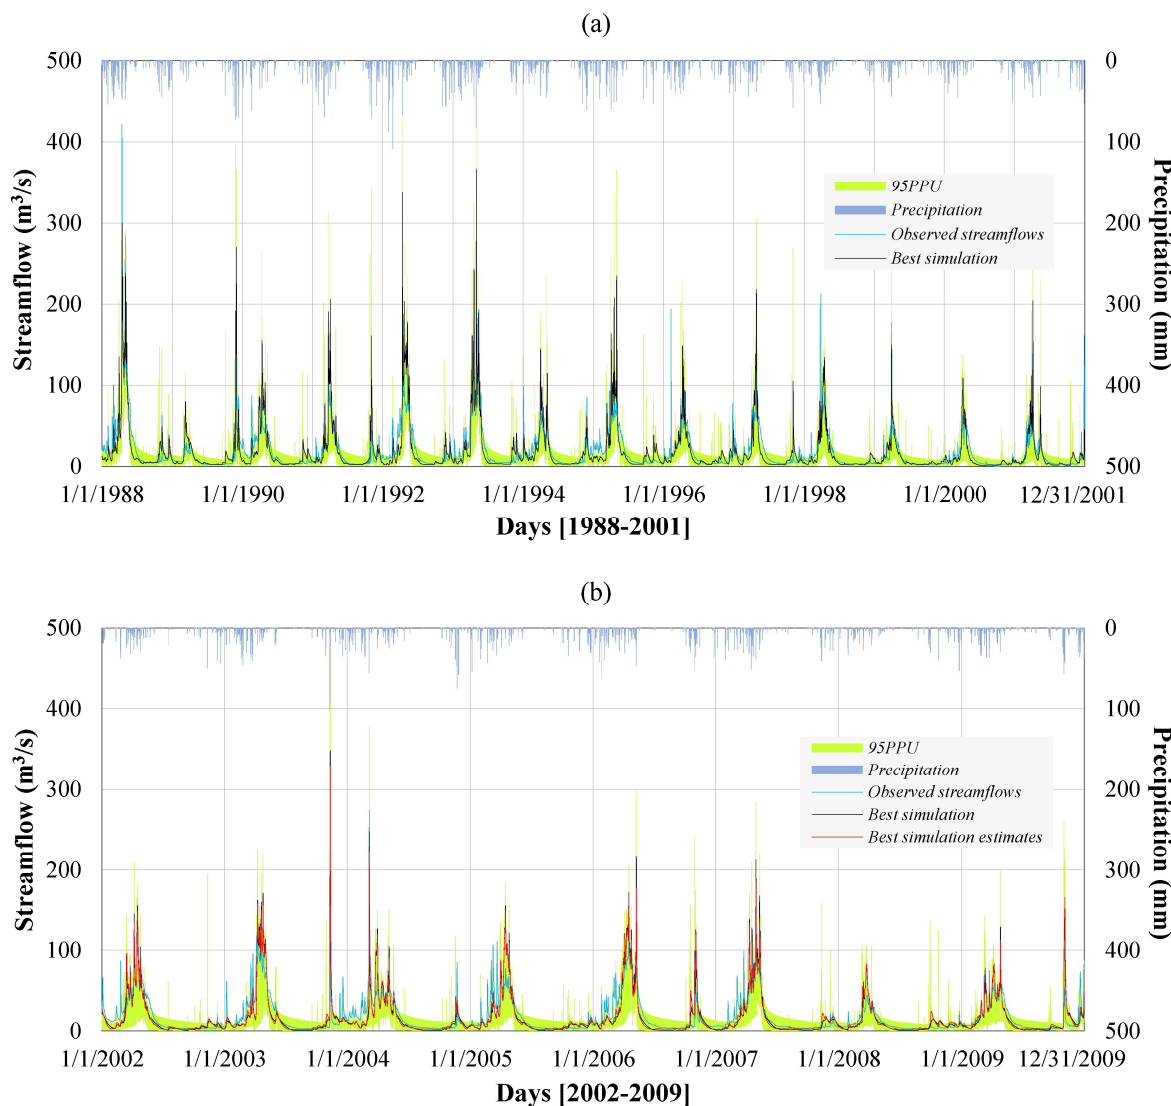 (a)
500
400
300
200
100
0
Streamflow (m³/s)
0
100
200
300
400
500
Precipitation (mm)
95PPU
Precipitation
Observed streamflows
Best simulation
1/1/1988
1/1/1990
1/1/1992
1/1/1994
1/1/1996
1/1/1998
1/1/2000
12/31/2001
Days [1988-2001]
(b)
500
400
300
200
100
0
Streamflow (m³/s)
0
100
200
300
400
500
Precipitation (mm)
95PPU
Precipitation
Observed streamflows
Best simulation
Best simulation estimates
1/1/2002
1/1/2003
1/1/2004
1/1/2005
1/1/2006
1/1/2007
1/1/2008
1/1/2009
12/31/2009
Days [2002-2009]